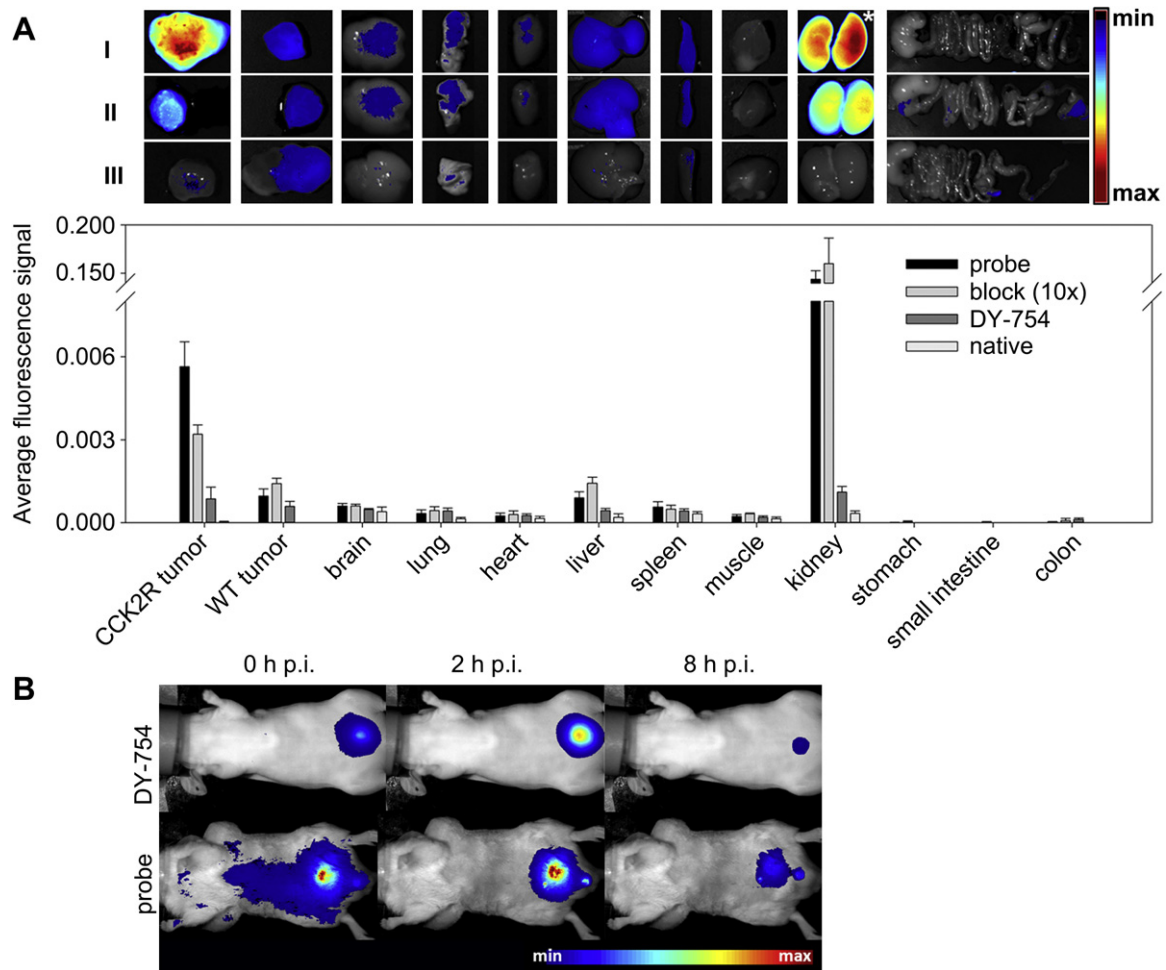 A
I
II
III
*
min
max
Average fluorescence signal
0.200
0.150
0.006
0.003
0.000
probe
block (10x)
DY-754
native
CCK2R tumor
WT tumor
brain
lung
heart
liver
spleen
muscle
kidney
stomach
small intestine
colon
B
0 h p.i.
2 h p.i.
8 h p.i.
DY-754
probe
min
max